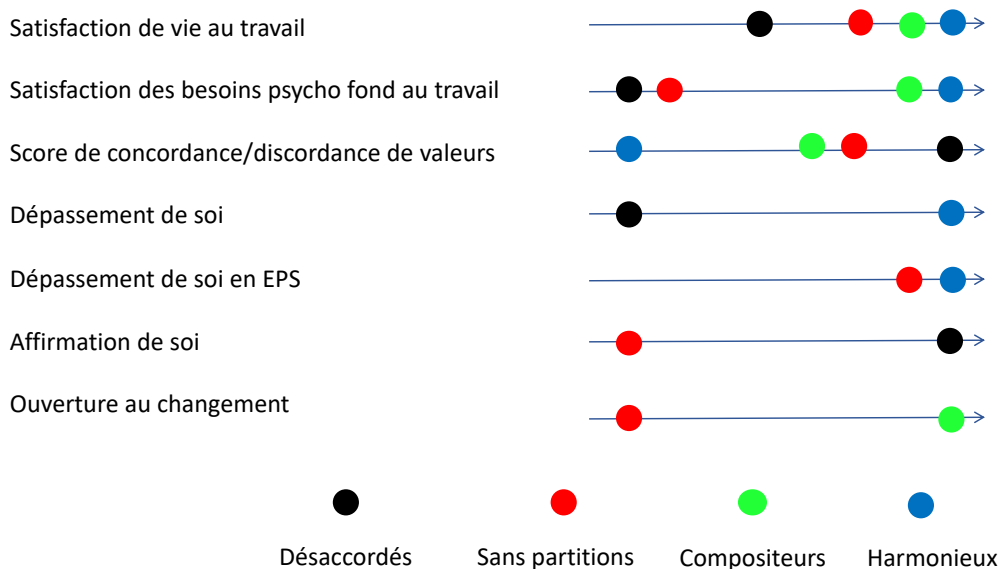 Satisfaction de vie au travail
Satisfaction des besoins psycho fond au travail
Score de concordance/discordance de valeurs
Dépassement de soi
Dépassement de soi en EPS
Affirmation de soi
Ouverture au changement
Désaccordés Sans partitions Compositeurs Harmonieux